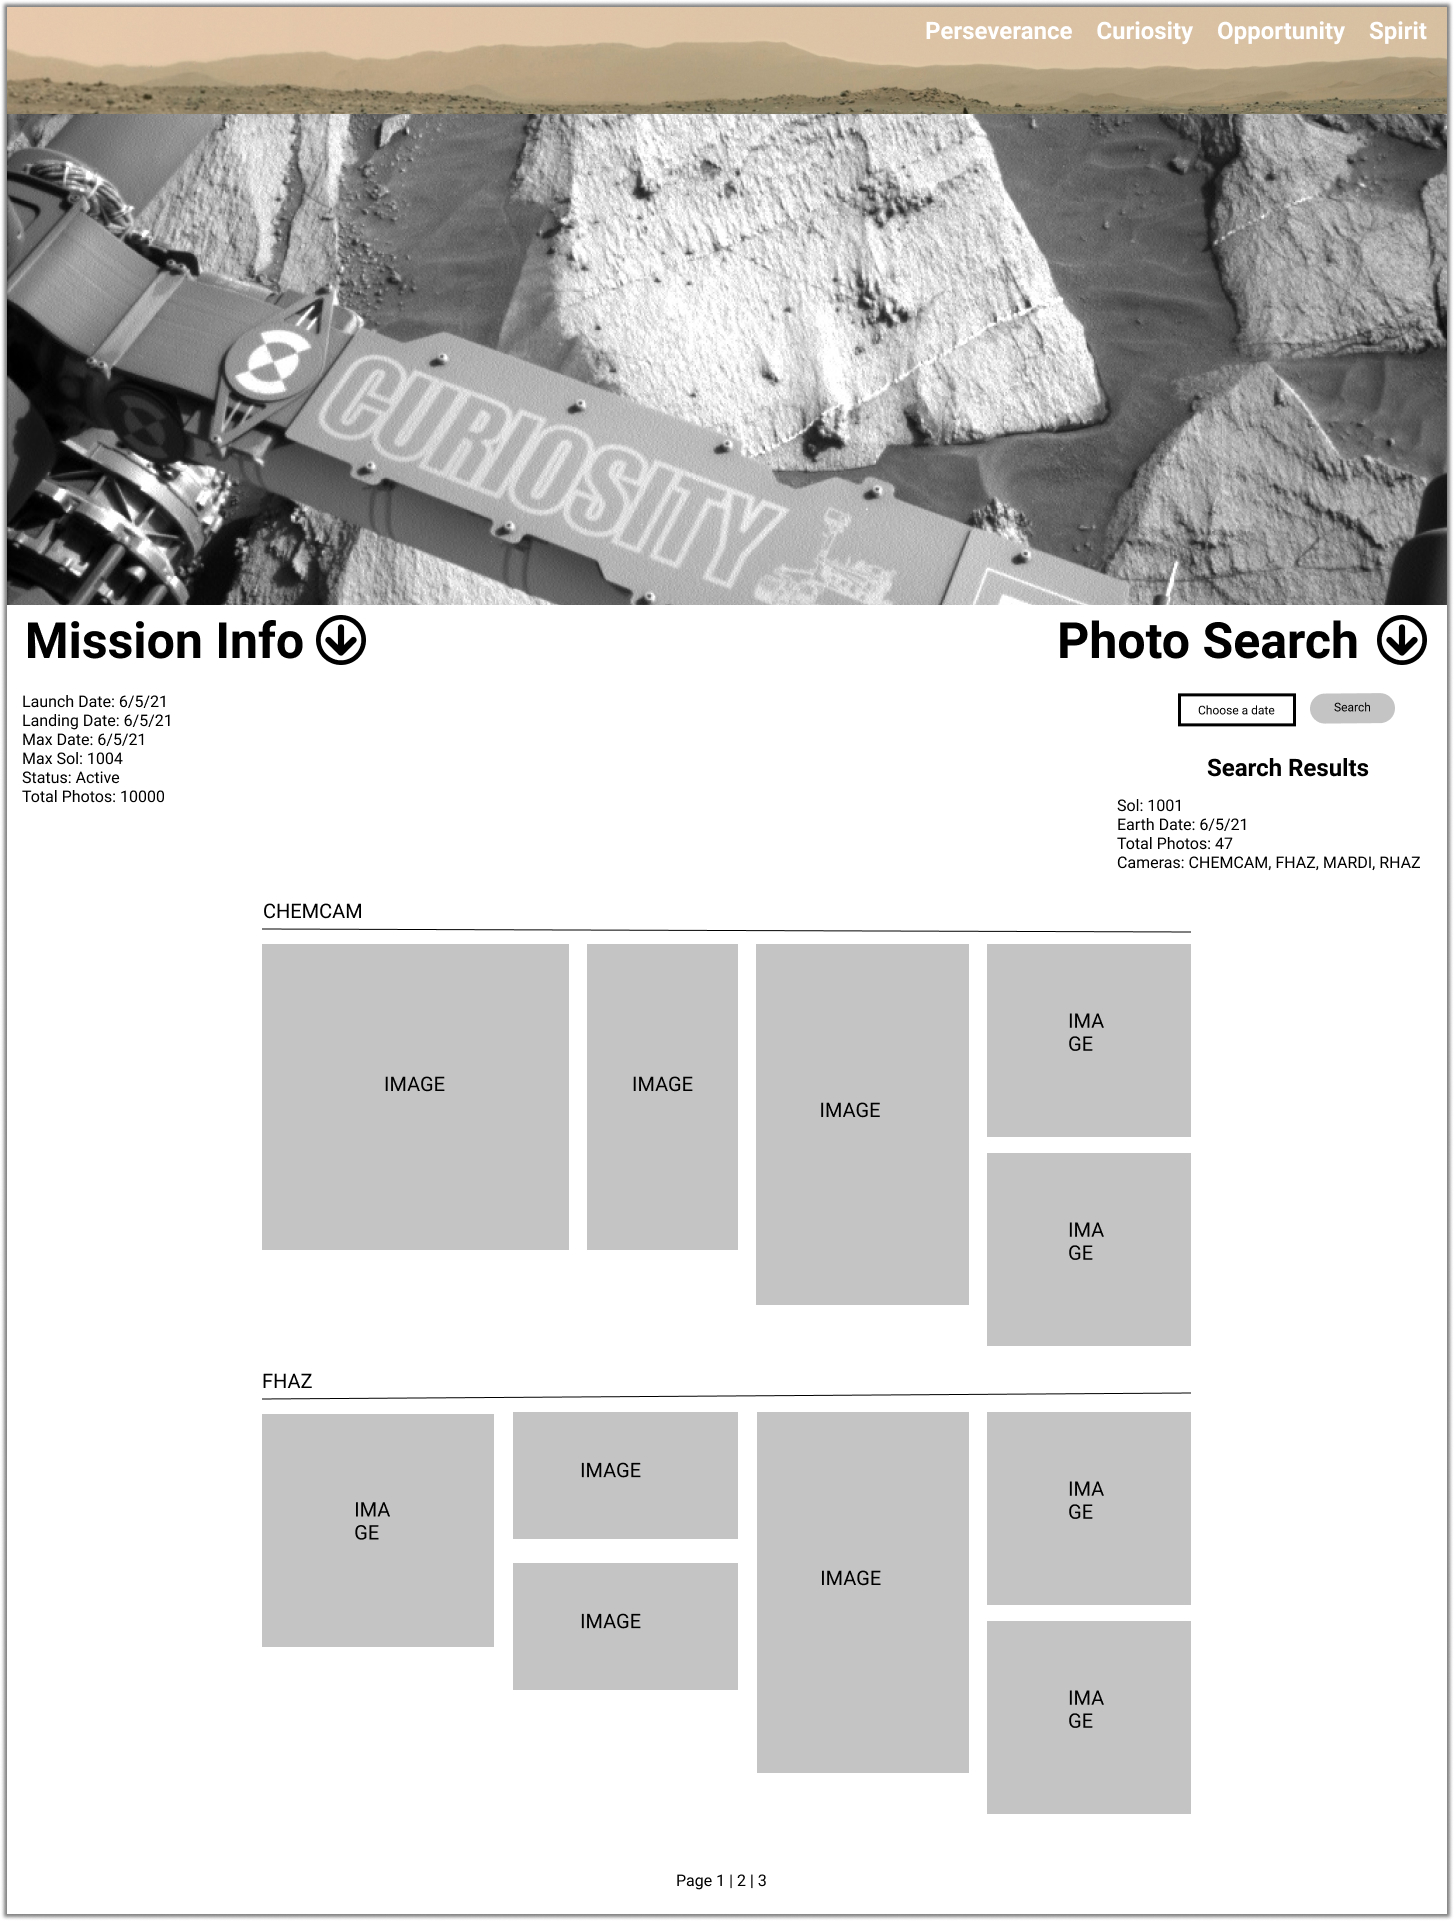 Perseverance Curiosity Opportunity Spirit
CURIOSITY
Mission Info
Photo Search
Launch Date: 6/5/21
Landing Date: 6/5/21
Max Date: 6/5/21
Max Sol: 1004
Status: Active
Total Photos: 10000
Choose a date
Search
Search Results
Sol: 1001
Earth Date: 6/5/21
Total Photos: 47
Cameras: CHEMCAM, FHAZ, MARDI, RHAZ
CHEMCAM
IMAGE
IMAGE
IMAGE
IMA
GE
IMA
GE
FHAZ
IMA
GE
IMAGE
IMAGE
IMAGE
IMA
GE
IMA
GE
Page 1 | 2 | 3